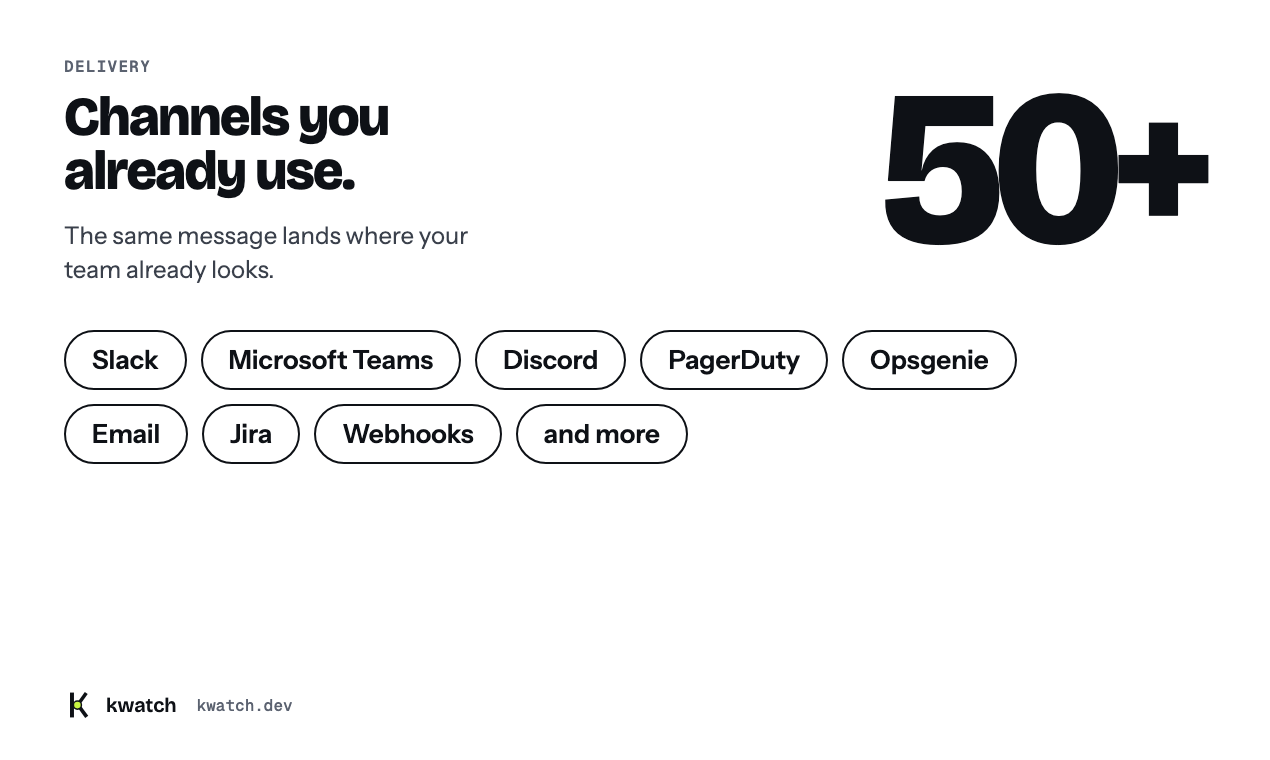 DELIVERY
Channels you
already use.
50+
The same message lands where your
team already looks.
Slack
Microsoft Teams
Discord
PagerDuty
Opsgenie
Email
Jira
Webhooks
and more
kwatch
kwatch.dev